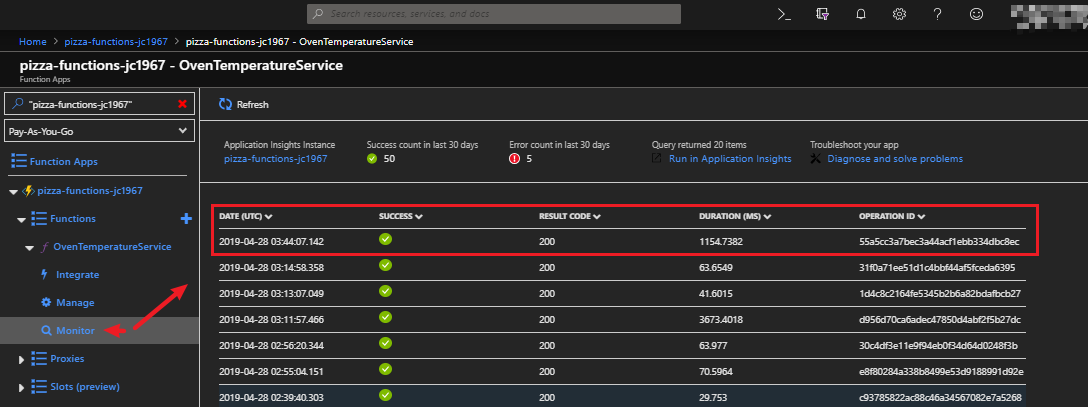 Search resources, services, and docs
Home > pizza-functions-jc1967 > pizza-functions-jc1967 - OvenTemperatureService
pizza-functions-jc1967 - OvenTemperatureService
Function Apps
"pizza-functions-jc1967"
Pay-As-You-Go
Function Apps
pizza-functions-jc1967
Functions
OvenTemperatureService
Integrate
Manage
Monitor
Proxies
Slots (preview)
Refresh
Application Insights Instance Success count in last 30 days Error count in last 30 days Query returned 20 items Troubleshoot your app
pizza-functions-jc1967 50 5 Run in Application Insights Diagnose and solve problems
DATE (UTC) SUCCESS RESULT CODE DURATION (MS) OPERATION ID
2019-04-28 03:44:07.142 200 1154.7382 55a5cc3a7bec3a44acf1ebb334dbc8ec
2019-04-28 03:14:58.358 200 63.6549 31f0a71ee51d1c4bbf44af5fceda6395
2019-04-28 03:13:07.049 200 41.6015 1d4c8c2164fe5345b2b6a82bdafbcb27
2019-04-28 03:11:57.466 200 3673.4018 d956d70ca6adec47850d4abf2f5b27dc
2019-04-28 02:56:20.344 200 63.977 30c4df3e11e9f94eb0f34d64d0248f3b
2019-04-28 02:55:04.151 200 70.5964 e8f80284a338b8499e53d9188991d92e
2019-04-28 02:39:40.303 200 29.753 c93785822ac88c46a34567082e7a5268